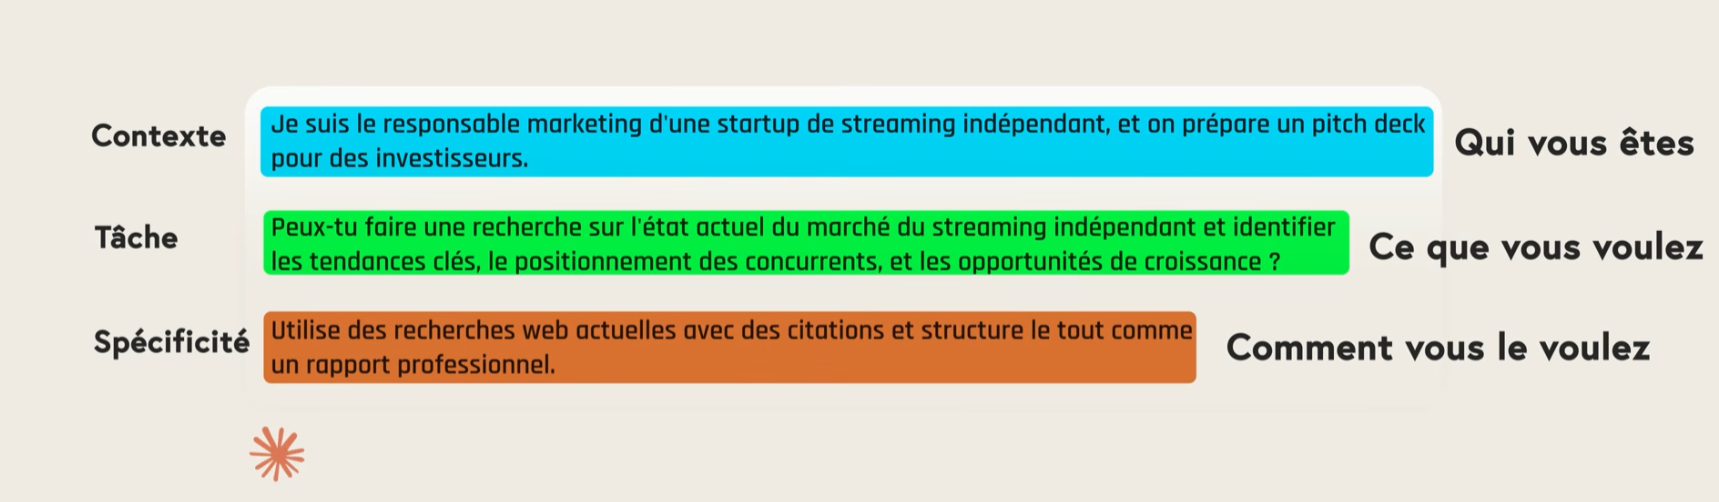 Contexte
Je suis le responsable marketing d'une startup de streaming indépendant, et on prépare un pitch deck
pour des investisseurs.
Qui vous êtes
Tâche
Peux-tu faire une recherche sur l'état actuel du marché du streaming indépendant et identifier
les tendances clés, le positionnement des concurrents, et les opportunités de croissance ?
Ce que vous voulez
Spécificité
Utilise des recherches web actuelles avec des citations et structure le tout comme
un rapport professionnel.
Comment vous le voulez